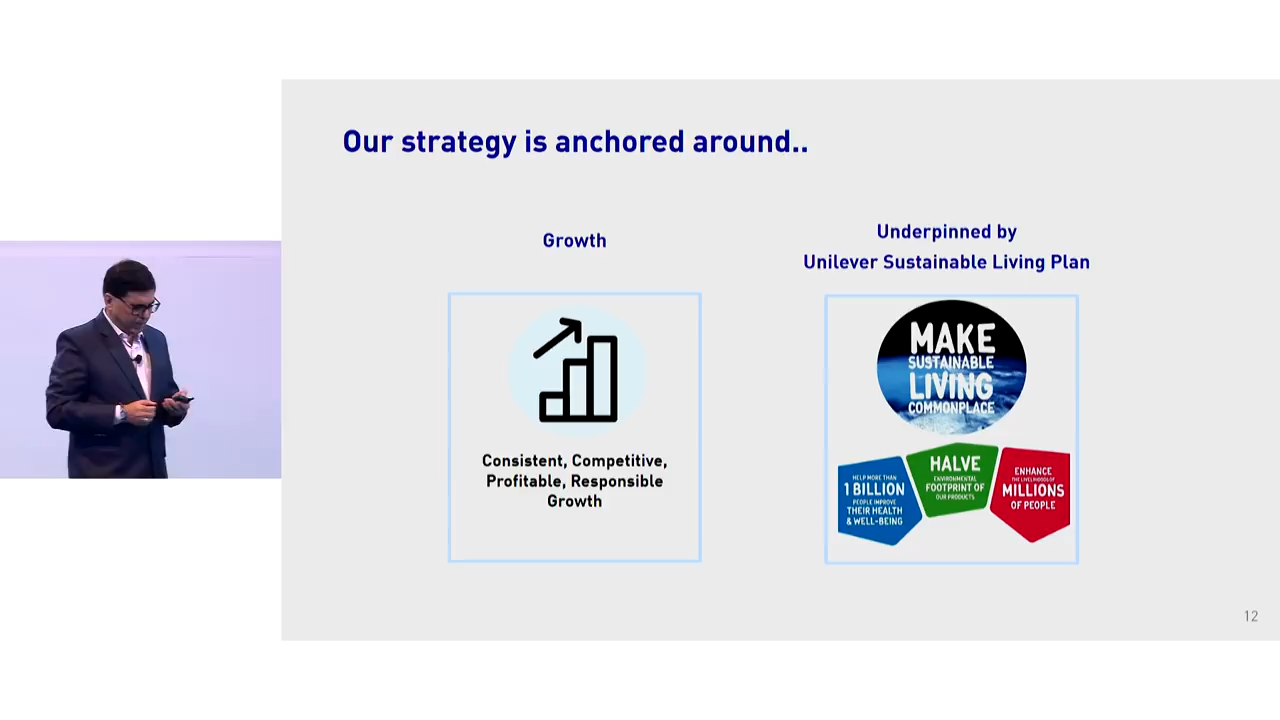 Our strategy is anchored around..
Growth
Consistent, Competitive,
Profitable, Responsible
Growth
Underpinned by
Unilever Sustainable Living Plan
MAKE
SUSTAINABLE
LIVING
COMMONPLACE
HELP MORE THAN
1 BILLION
PEOPLE IMPROVE
THEIR HEALTH
& WELL-BEING
HALVE
ENVIRONMENTAL
FOOTPRINT OF
OUR PRODUCTS
ENHANCE
THE LIVELIHOODS OF
MILLIONS
OF PEOPLE
12